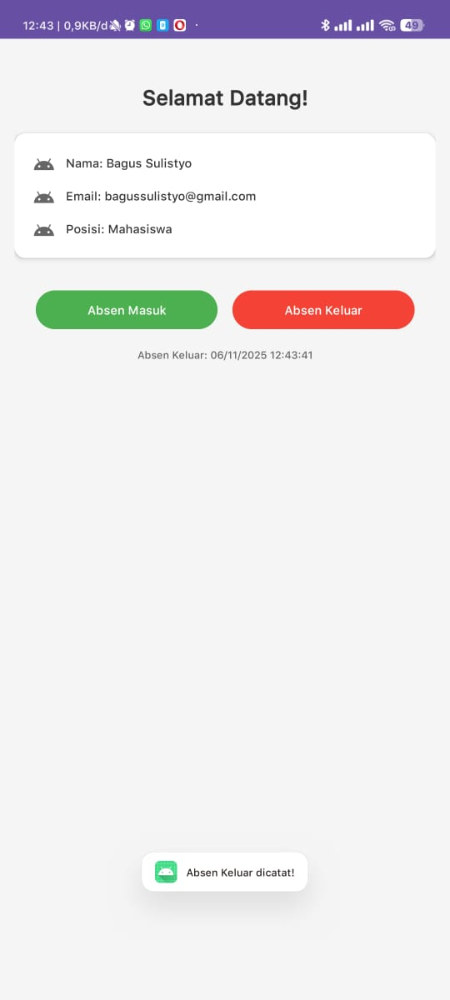 12:43 | 0,9KB/d
49
Selamat Datang!
Nama: Bagus Sulistyo
Email: bagussulistyo@gmail.com
Posisi: Mahasiswa
Absen Masuk
Absen Keluar
Absen Keluar: 06/11/2025 12:43:41
Absen Keluar dicatat!